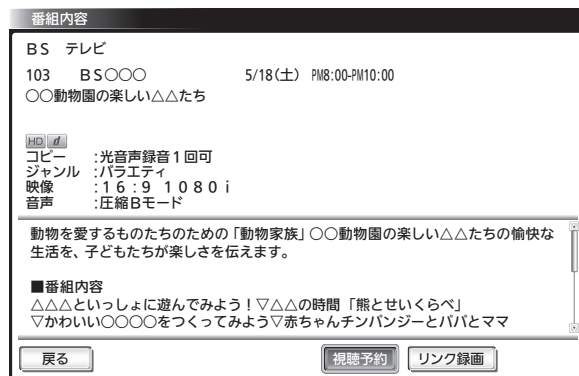 番組内容
BS テレビ
103 BS○○○ 5/18(土) PM8:00-PM10:00
○○動物園の楽しい△△たち
HD d
コピー :光音声録音1回可
ジャンル :バラエティ
映像 :16:9 1080i
音声 :圧縮Bモード
動物を愛するものたちのための「動物家族」○○動物園の楽しい△△たちの愉快な
生活を、子どもたちが楽しさを伝えます。
■番組内容
△△△といっしょに遊んでみよう!▽△△の時間「熊とせいくらべ」
▽かわいい○○○○をつくってみよう▽赤ちゃんチンパンジーとパパとママ
戻る 視聴予約 リンク録画